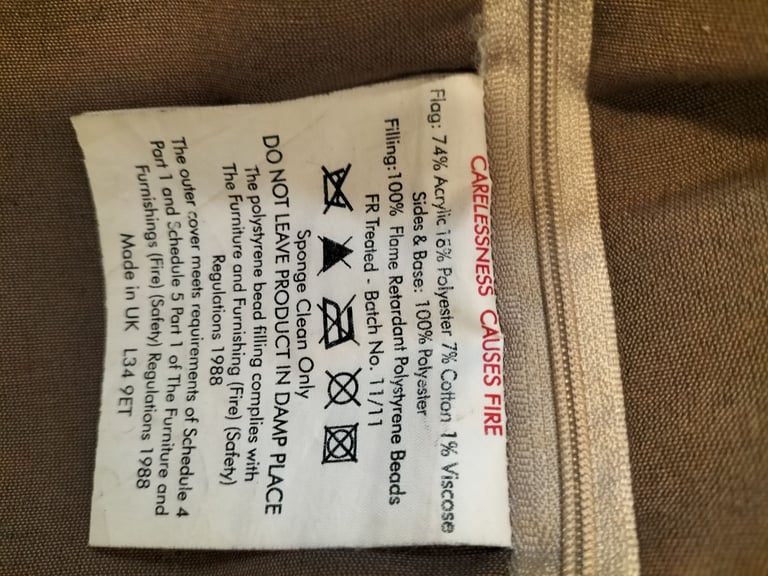 CARELESSNESS CAUSES FIRE
Flag: 74% Acrylic 18% Polyester 7% Cotton 1% Viscose
Sides & Base: 100% Polyester
Filling:100% Flame Retardant Polystyrene Beads
FR Treated - Batch No. 11/11
Sponge Clean Only
DO NOT LEAVE PRODUCT IN DAMP PLACE
The polystyrene bead filling complies with
The Furniture and Furnishing (Fire) (Safety)
Regulations 1988
The outer cover meets requirements of Schedule 4
Part 1 and Schedule 5 Part 1 of The Furniture and
Furnishings (Fire) (Safety) Regulations 1988
Made in UK L34 9ET